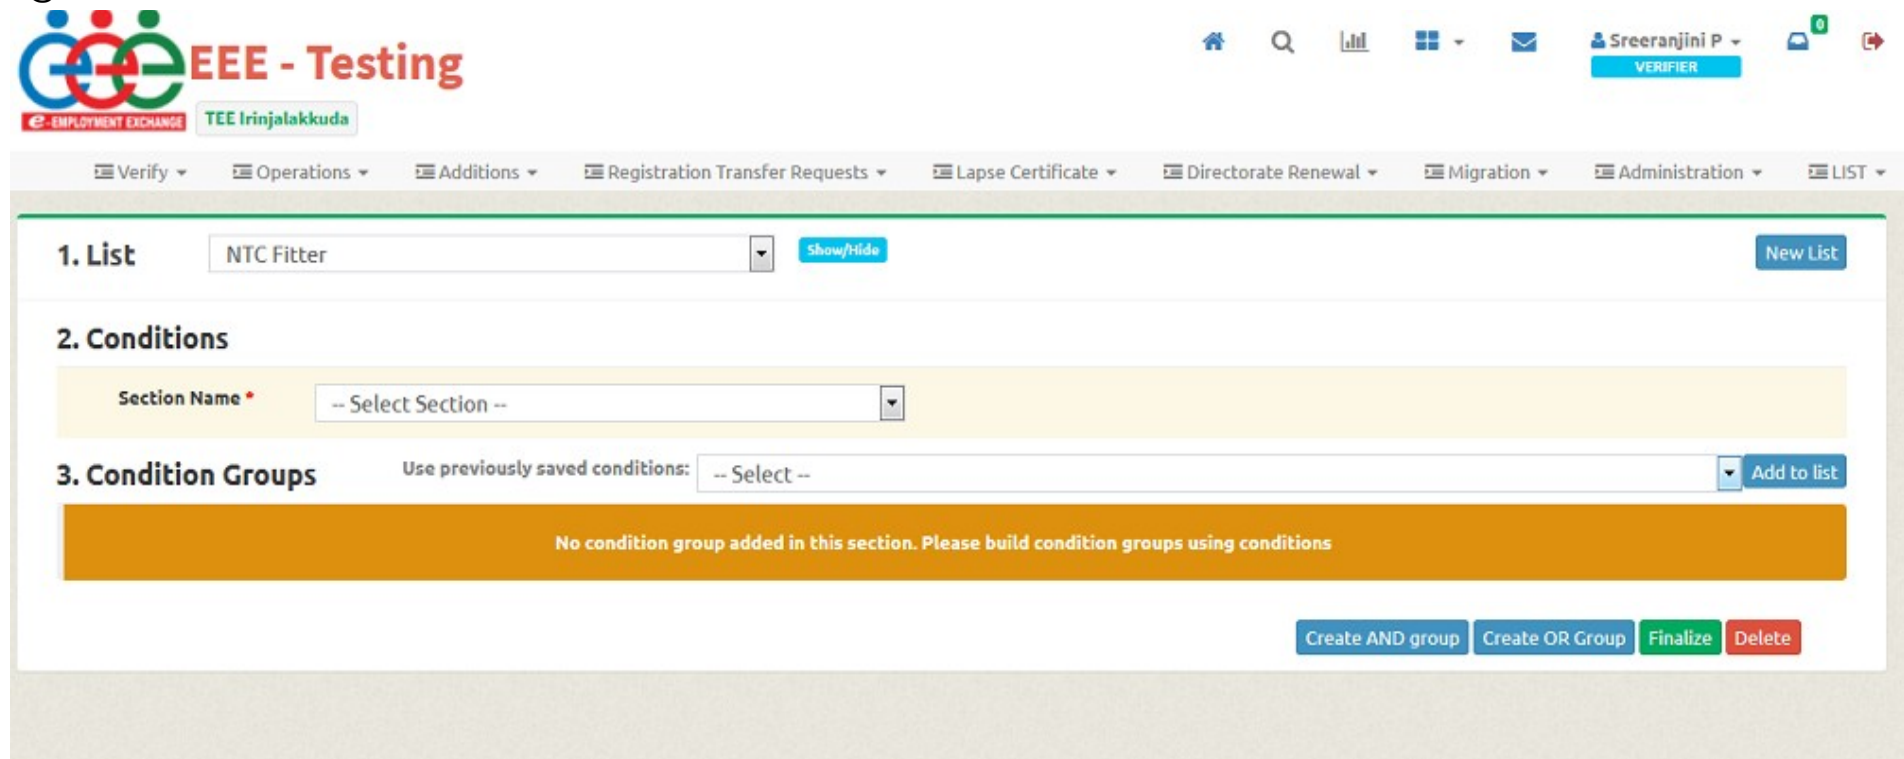 EEE - Testing
0
Sreeranjini P
VERIFIER
e-EMPLOYMENT EXCHANGE
TEE Irinjalakkuda
Verify Operations Additions Registration Transfer Requests Lapse Certificate Directorate Renewal Migration Administration LIST
1. List NTC Fitter Show/Hide New List
2. Conditions
Section Name * -- Select Section --
3. Condition Groups Use previously saved conditions: -- Select -- Add to list
No condition group added in this section. Please build condition groups using conditions
Create AND group Create OR Group Finalize Delete